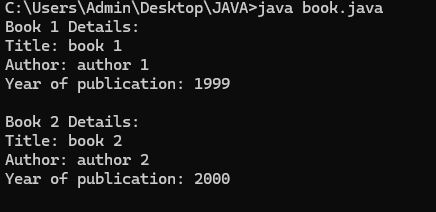 C:\Users\Admin\Desktop\JAVA>java book.java
Book 1 Details:
Title: book 1
Author: author 1
Year of publication: 1999
Book 2 Details:
Title: book 2
Author: author 2
Year of publication: 2000